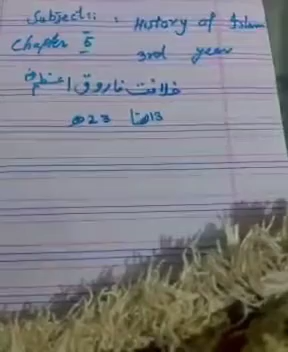 Subject:: : History of Islam
Chapter 5 3rd year
خلافت فاروق اعظمؓ
13ھ تا 23ھ